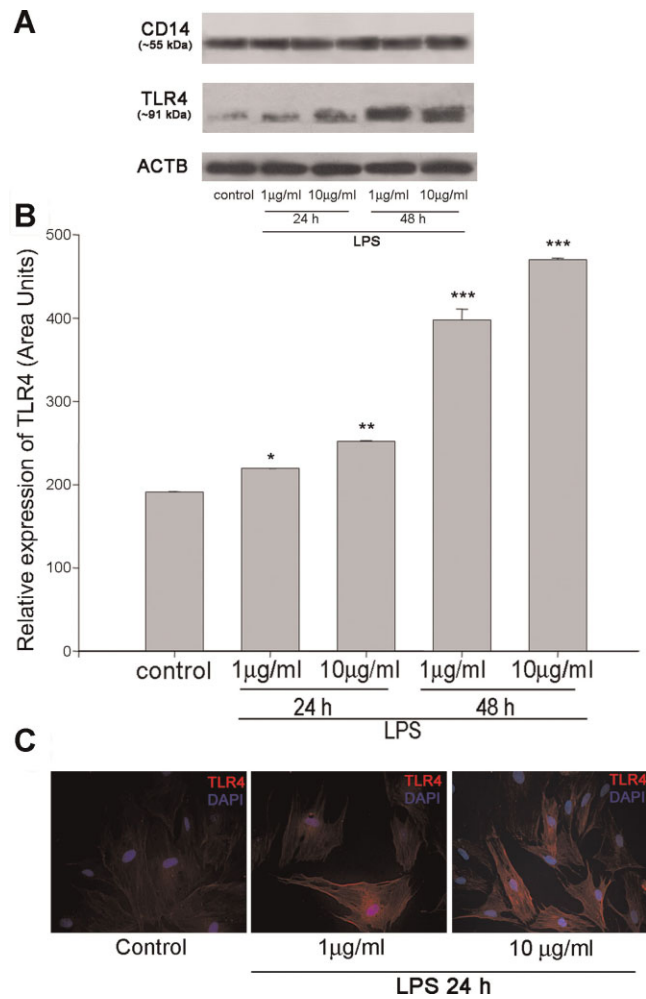 A
CD14
(~55 kDa)
TLR4
(~91 kDa)
ACTB
control 1µg/ml 10µg/ml 1µg/ml 10µg/ml
24 h 48 h
LPS
B
Relative expression of TLR4 (Area Units)
500
400
300
200
100
0
* ** *** ***
control 1µg/ml 10µg/ml 1µg/ml 10µg/ml
24 h 48 h
LPS
C
TLR4 TLR4 TLR4
DAPI DAPI DAPI
Control 1µg/ml 10 µg/ml
LPS 24 h